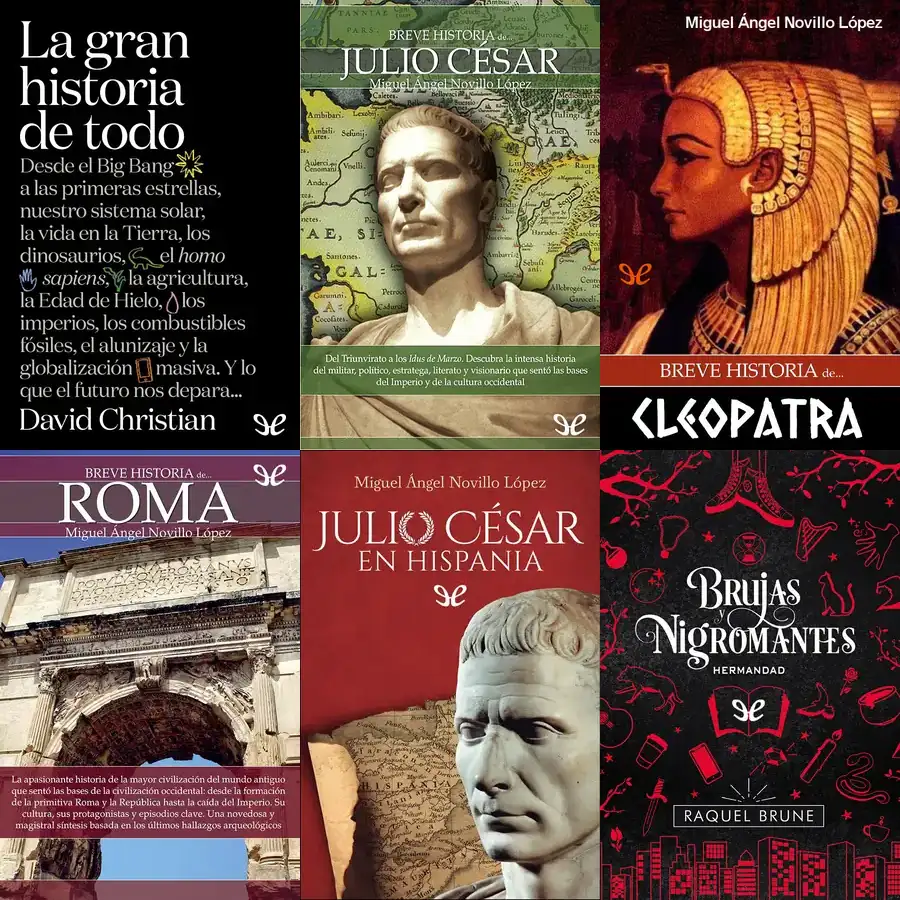 La gran
historia
de todo
Desde el Big Bang
a las primeras estrellas,
nuestro sistema solar,
la vida en la Tierra, los
dinosaurios, el homo
sapiens, la agricultura,
la Edad de Hielo, los
imperios, los combustibles
fósiles, el alunizaje y la
globalización masiva. Y lo
que el futuro nos depara...
David Christian
BREVE HISTORIA de...
JULIO CÉSAR
Miguel Ángel Novillo López
Del Triunvirato a los Idus de Marzo. Descubra la intensa historia
del militar, político, estratega, literato y visionario que sentó las bases
del Imperio y de la cultura occidental
Miguel Ángel Novillo López
BREVE HISTORIA de...
CLEOPATRA
BREVE HISTORIA de...
ROMA
Miguel Ángel Novillo López
La apasionante historia de la mayor civilización del mundo antiguo
que sentó las bases de la civilización occidental: desde la formación
de la primitiva Roma y la República hasta la caída del Imperio. Su
cultura, sus protagonistas y episodios clave. Una novedosa y
magistral síntesis basada en los últimos hallazgos arqueológicos
Miguel Ángel Novillo López
JULIO CÉSAR
EN HISPANIA
HISPANIA
BRUJAS
Y
NIGROMANTES
HERMANDAD
RAQUEL BRUNE